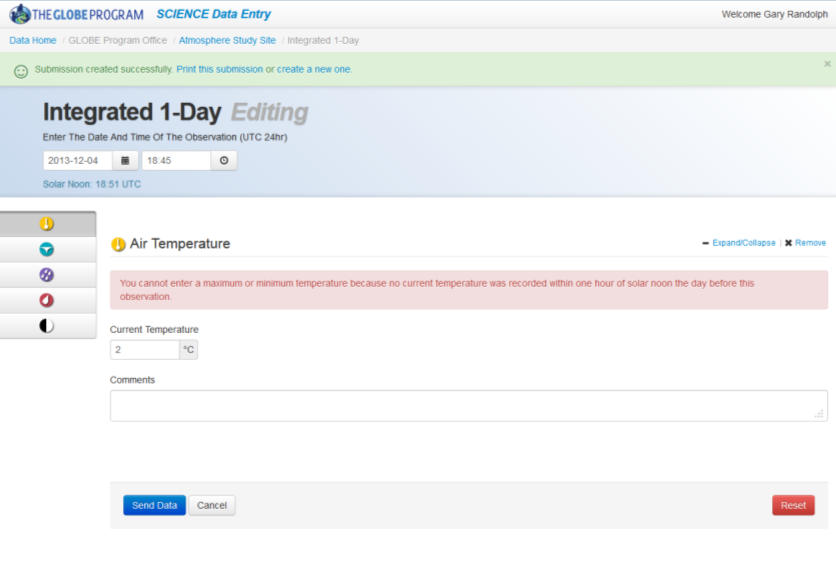 THE GLOBE PROGRAM SCIENCE Data Entry Welcome Gary Randolph
Data Home / GLOBE Program Office / Atmosphere Study Site / Integrated 1-Day
Submission created successfully. Print this submission or create a new one. ×
Integrated 1-Day Editing
Enter The Date And Time Of The Observation (UTC 24hr)
2013-12-04 18:45
Solar Noon: 18:51 UTC
Air Temperature Expand/Collapse | Remove
You cannot enter a maximum or minimum temperature because no current temperature was recorded within one hour of solar noon the day before this
observation.
Current Temperature
2 °C
Comments
Send Data Cancel Reset